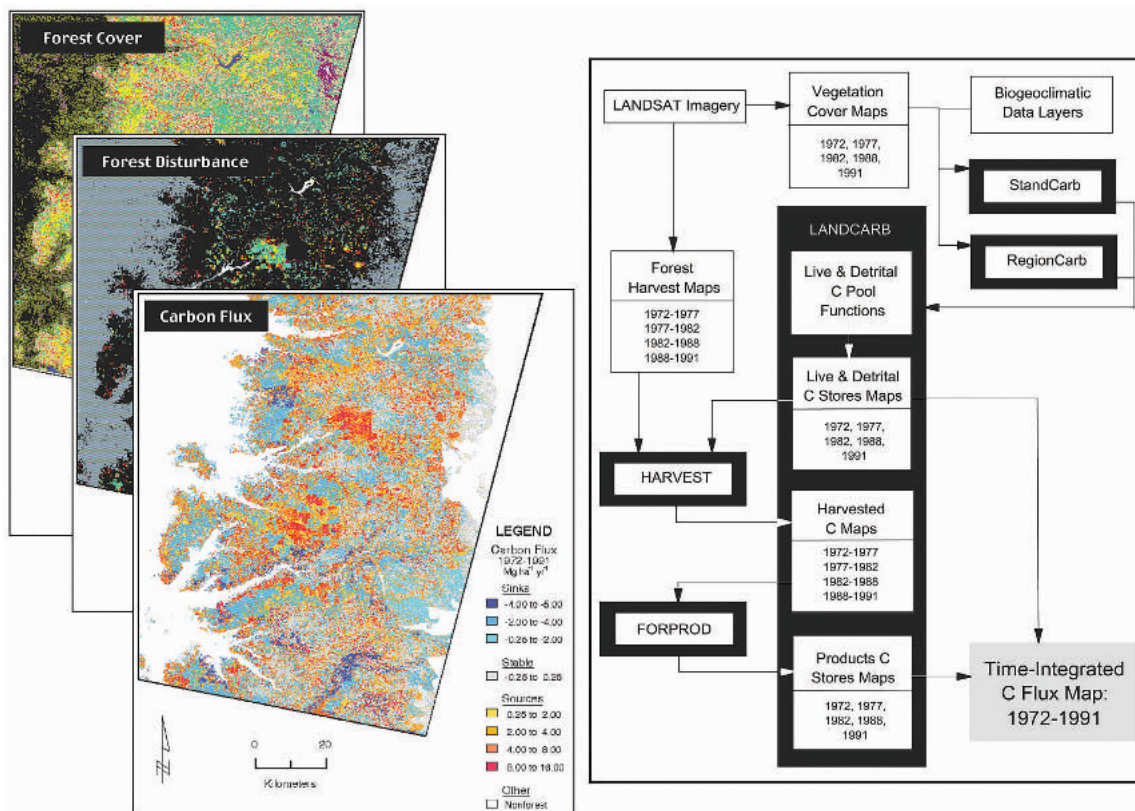 Forest Cover
Forest Disturbance
Carbon Flux
LEGEND
Carbon Flux
1972-1991
Mg ha⁻¹ yr⁻¹
Sinks
-4.00 to -5.00
-2.00 to -4.00
-0.25 to -2.00
Stable
-0.25 to 0.25
Sources
0.25 to 2.00
2.00 to 4.00
4.00 to 8.00
8.00 to 16.00
Other
Nonforest
0 20
Kilometers
LANDSAT Imagery
Vegetation
Cover Maps
1972, 1977,
1982, 1988,
1991
Biogeoclimatic
Data Layers
StandCarb
RegionCarb
LANDCARB
Forest
Harvest Maps
1972-1977
1977-1982
1982-1988
1988-1991
Live & Detrital
C Pool
Functions
Live & Detrital
C Stores Maps
1972, 1977,
1982, 1988,
1991
HARVEST
Harvested
C Maps
1972-1977
1977-1982
1982-1988
1988-1991
FORPROD
Products C
Stores Maps
1972, 1977,
1982, 1988,
1991
Time-Integrated
C Flux Map:
1972-1991